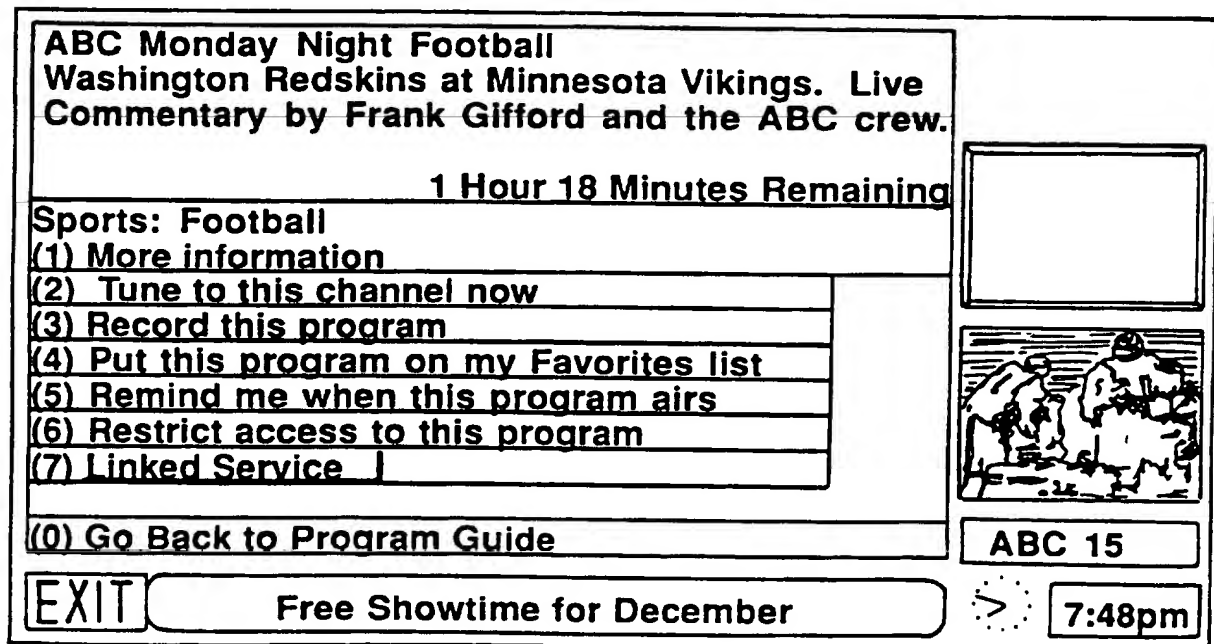 ABC Monday Night Football
Washington Redskins at Minnesota Vikings. Live
Commentary by Frank Gifford and the ABC crew.
1 Hour 18 Minutes Remaining
Sports: Football
(1) More information
(2) Tune to this channel now
(3) Record this program
(4) Put this program on my Favorites list
(5) Remind me when this program airs
(6) Restrict access to this program
(7) Linked Service
(0) Go Back to Program Guide
ABC 15
EXIT
Free Showtime for December
7:48pm